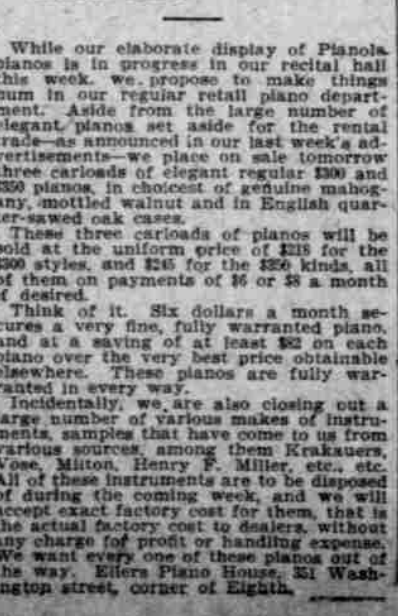 While our elaborate display of Pianola
pianos is in progress in our recital hall
this week, we propose to make things
hum in our regular retail piano depart-
ment. Aside from the large number of
elegant pianos set aside for the rental
trade—as announced in our last week's ad-
vertisements—we place on sale tomorrow
three carloads of elegant regular $300 and
$350 pianos, in choicest of genuine mahog-
any, mottled walnut and in English quar-
ter-sawed oak cases.
These three carloads of pianos will be
sold at the uniform price of $218 for the
$300 styles, and $245 for the $350 kinds, all
of them on payments of $6 or $8 a month
if desired.
Think of it. Six dollars a month se-
cures a very fine, fully warranted piano,
and at a saving of at least $82 on each
piano over the very best price obtainable
elsewhere. These pianos are fully war-
ranted in every way.
Incidentally, we are also closing out a
large number of various makes of instru-
ments, samples that have come to us from
various sources, among them Krakauers,
Vose, Milton, Henry F. Miller, etc., etc.
All of these instruments are to be disposed
of during the coming week, and we will
accept exact factory cost for them, that is
the actual factory cost to dealers, without
any charge for profit or handling expense.
We want every one of these pianos out of
the way. Eilers Piano House, 351 Wash-
ington street, corner of Eighth.